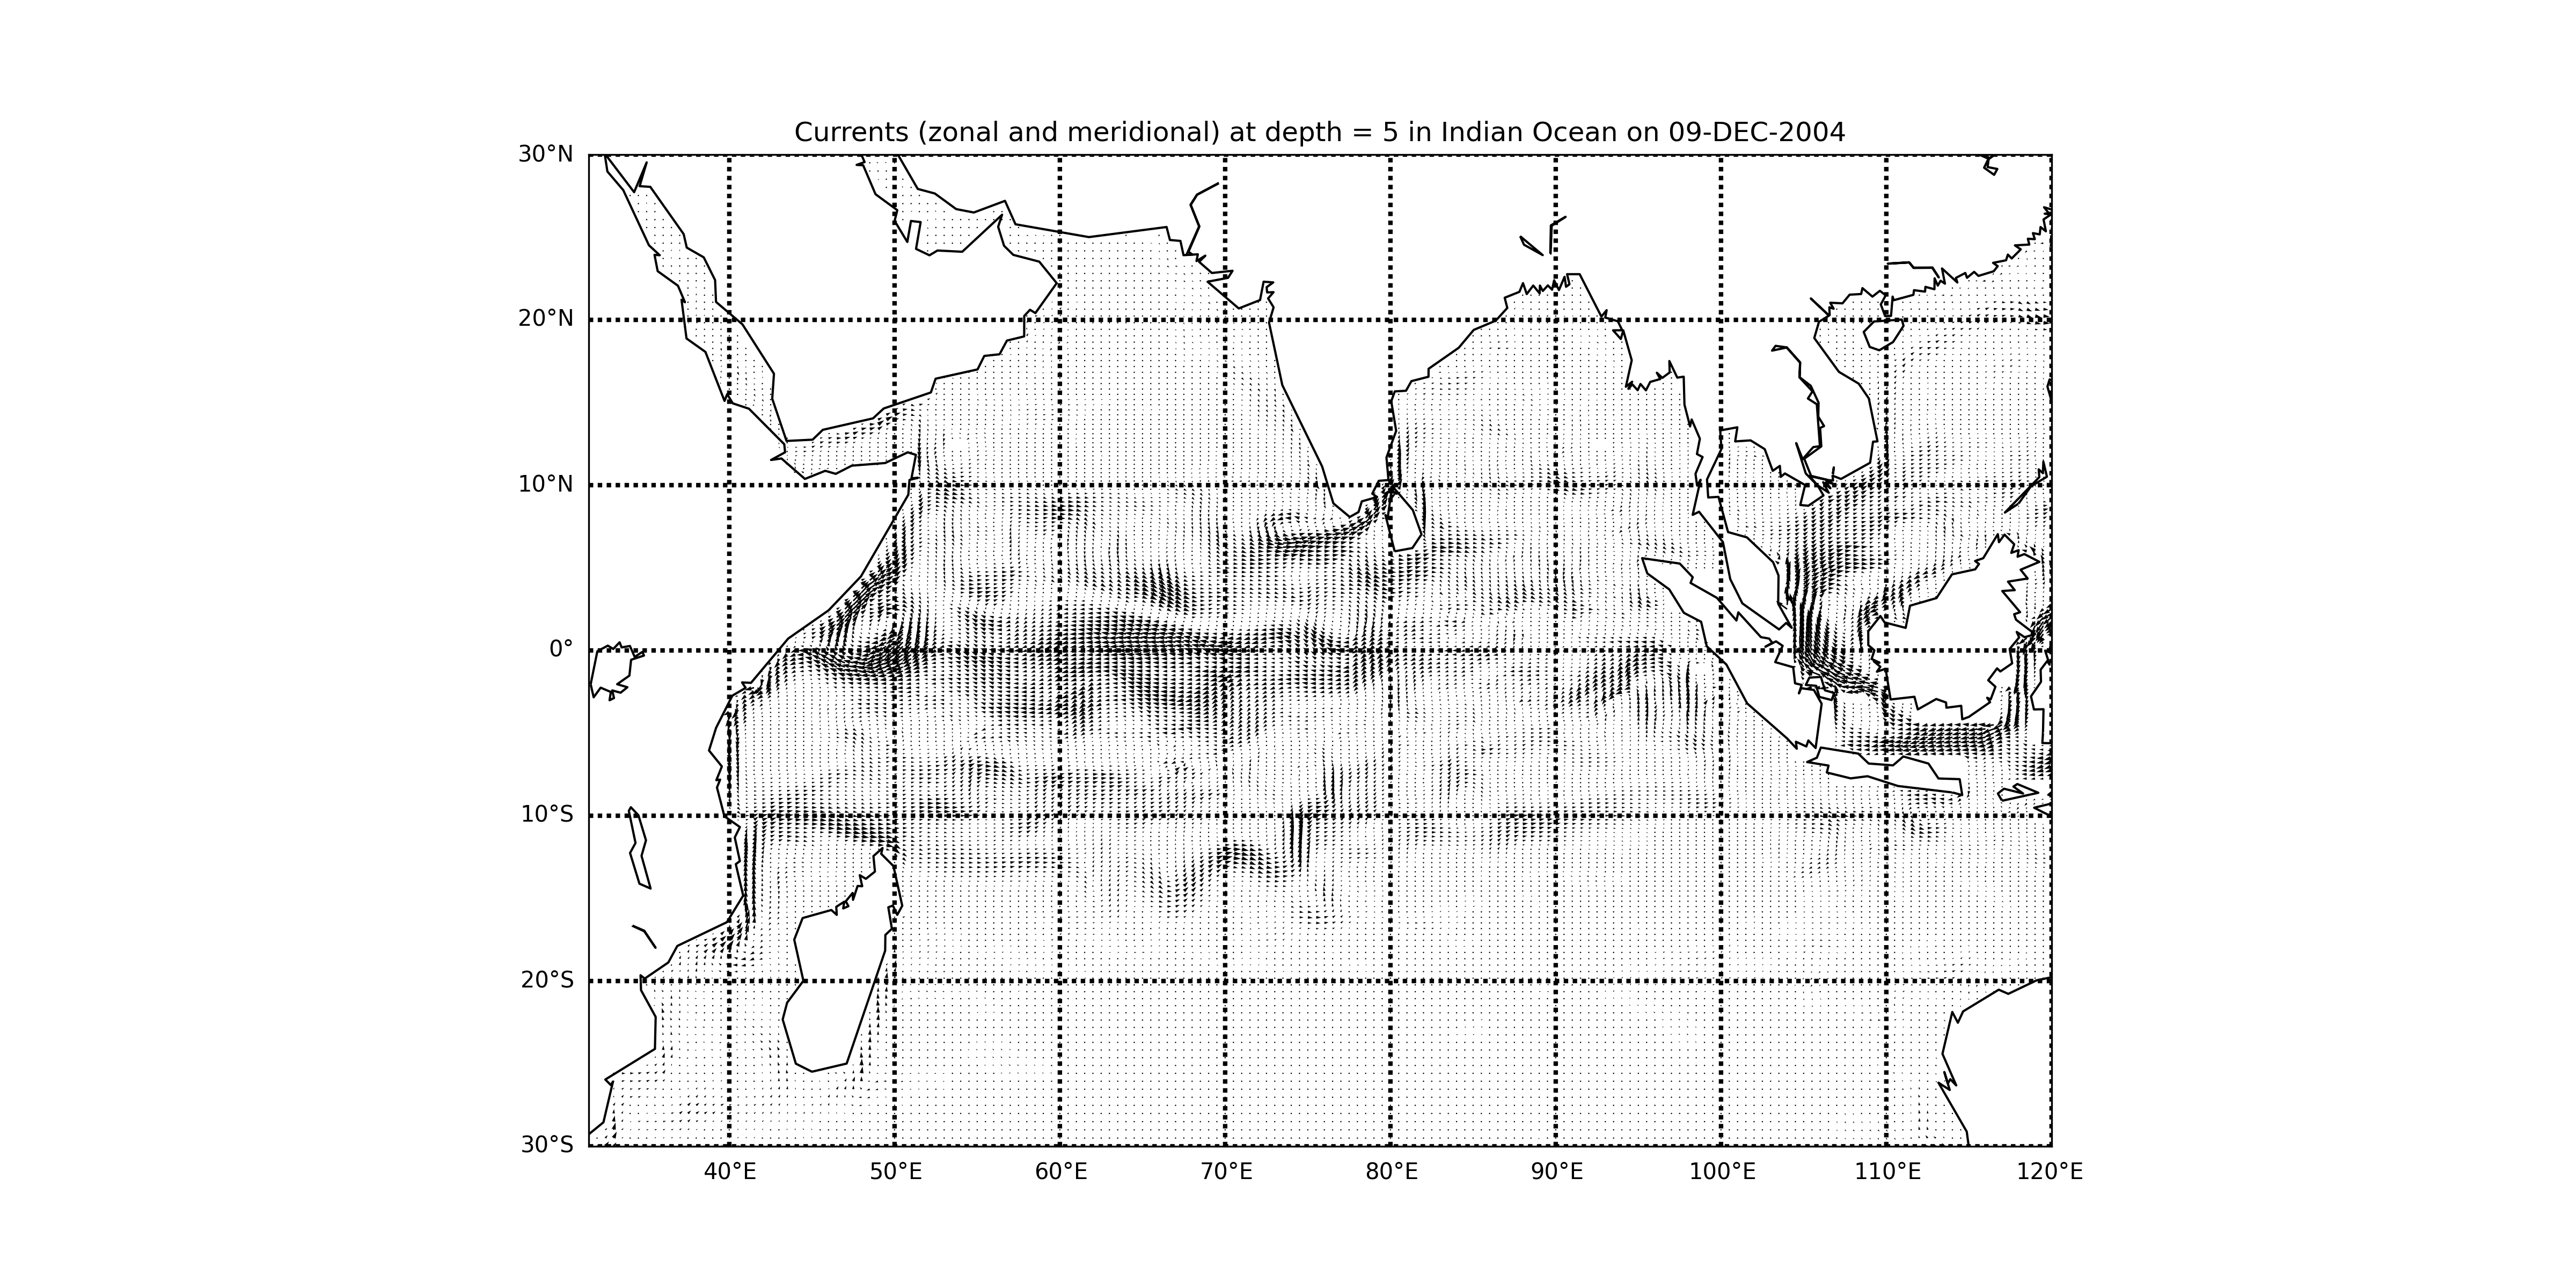 Currents (zonal and meridional) at depth = 5 in Indian Ocean on 09-DEC-2004
30°N
20°N
10°N
0°
10°S
20°S
30°S
40°E 50°E 60°E 70°E 80°E 90°E 100°E 110°E 120°E